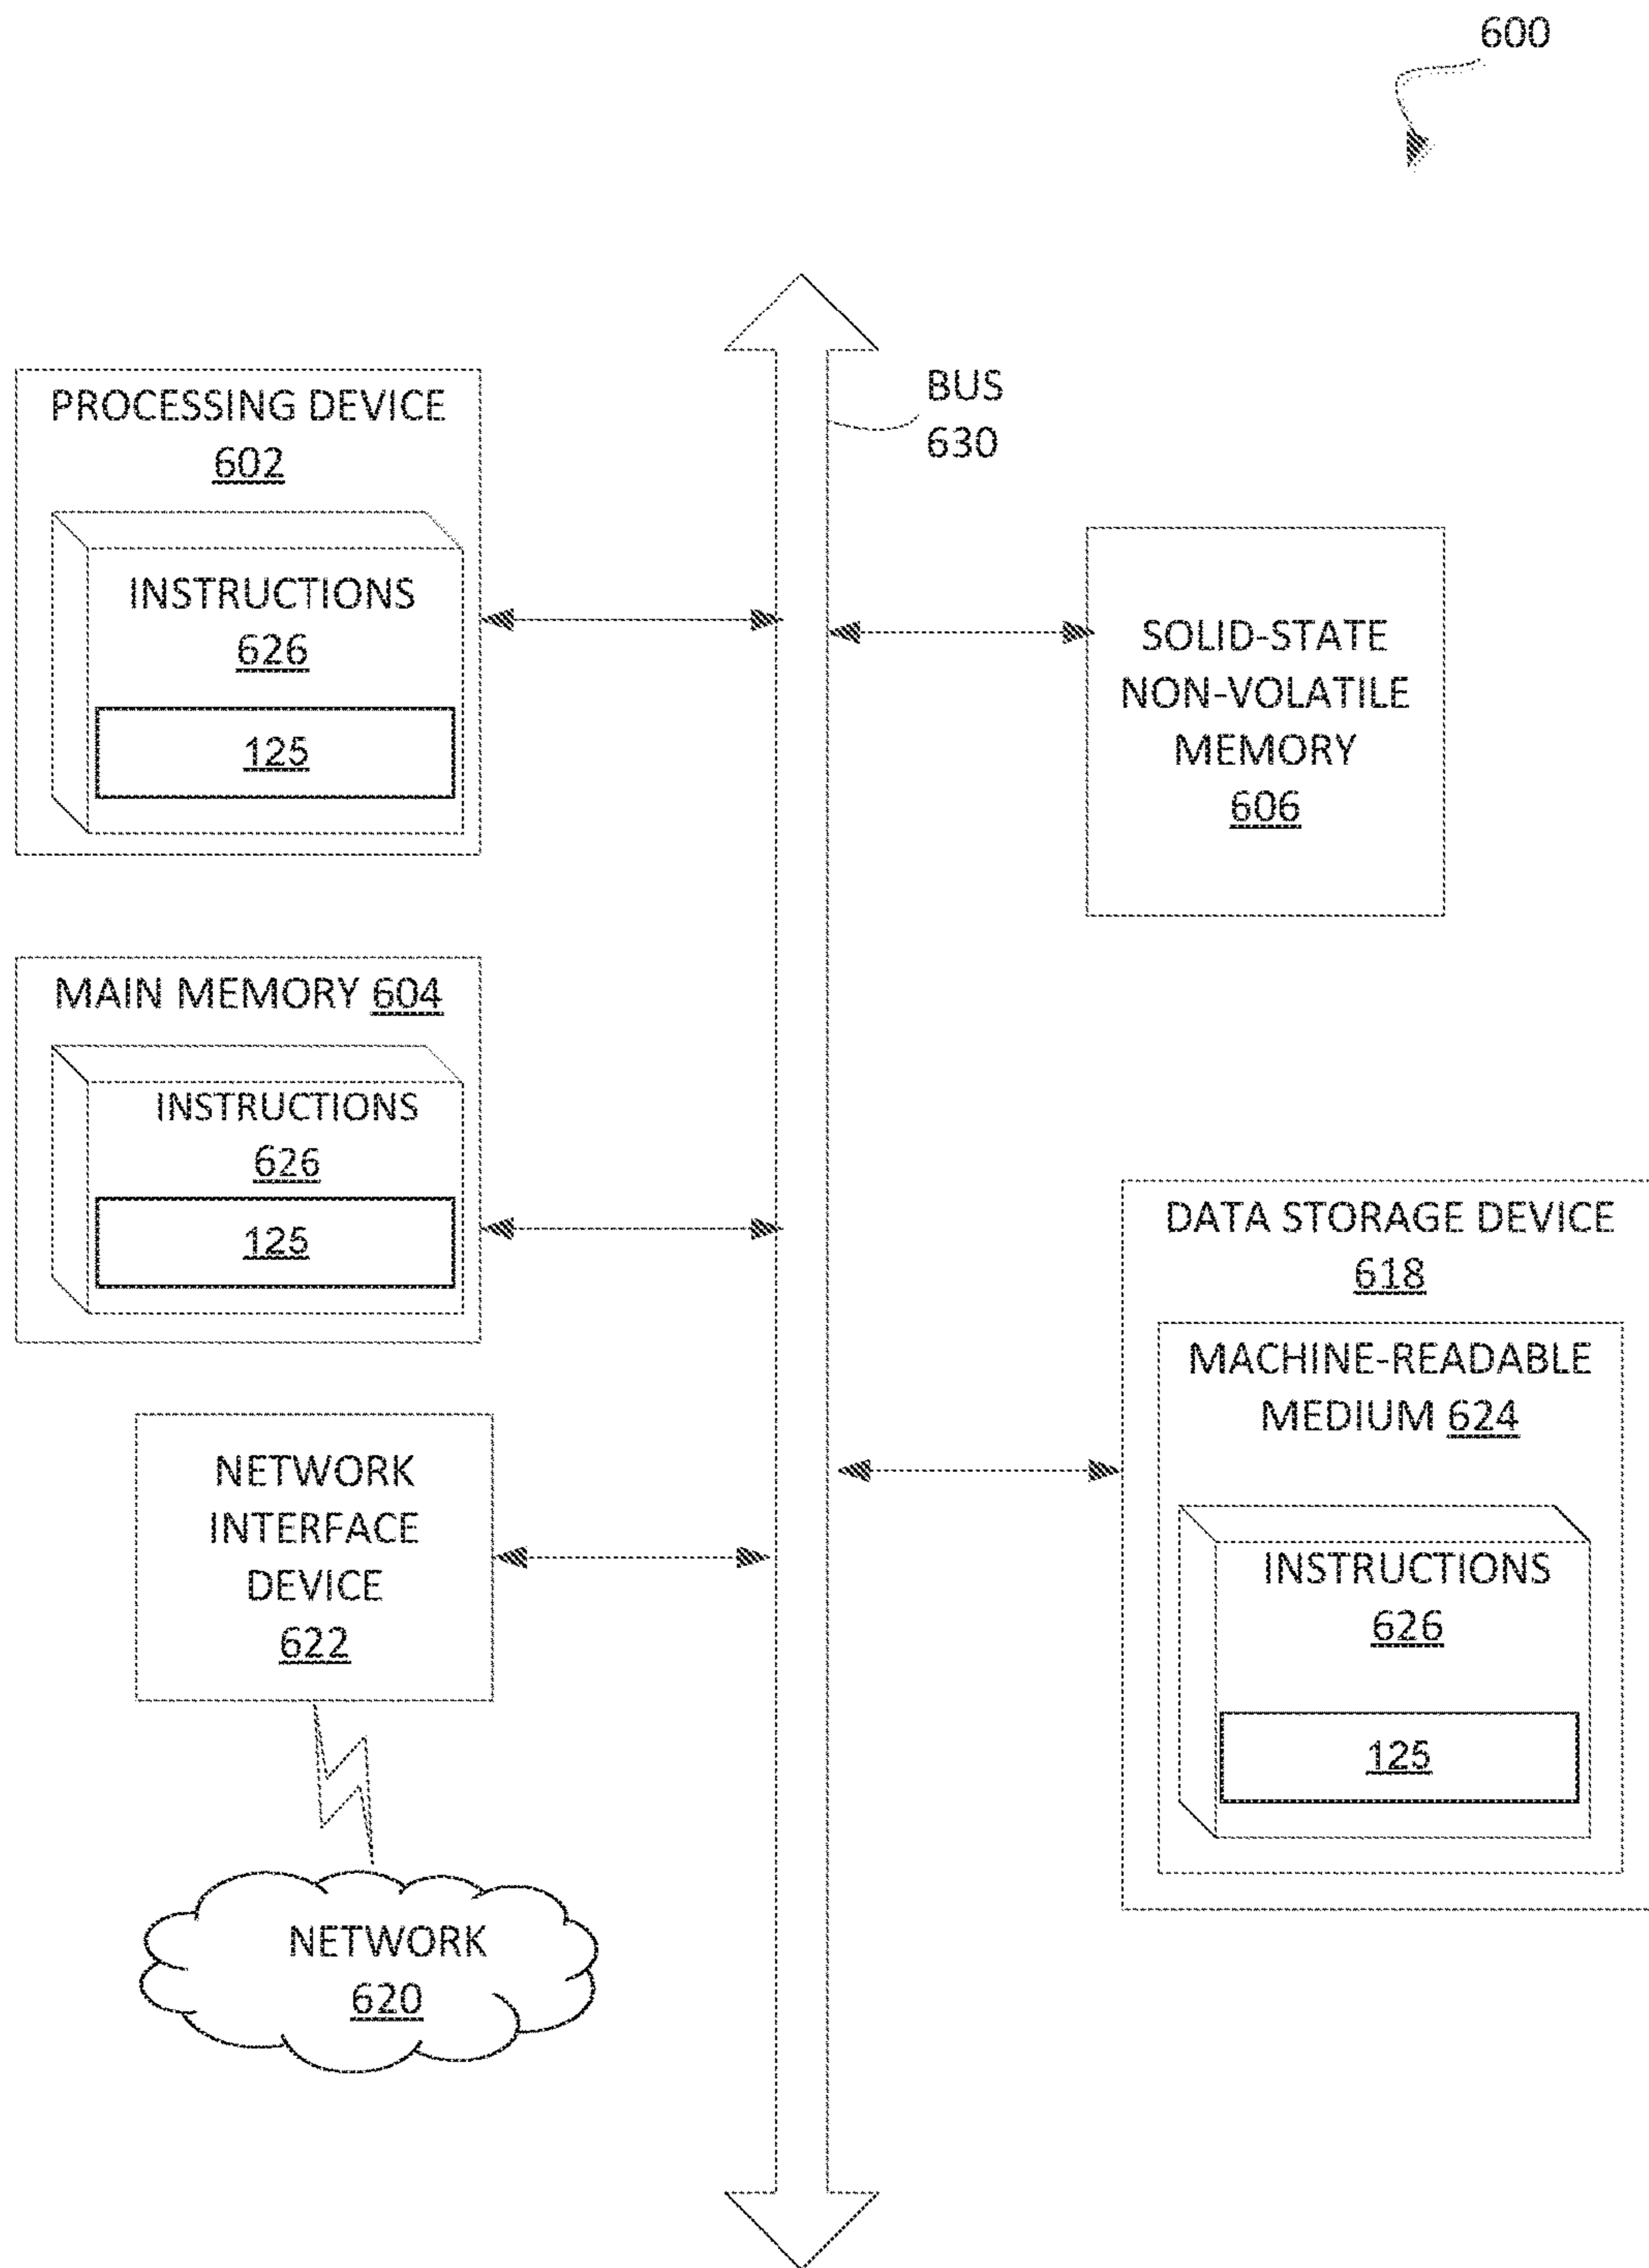 600
PROCESSING DEVICE
602
INSTRUCTIONS
626
125
BUS
630
SOLID-STATE
NON-VOLATILE
MEMORY
606
MAIN MEMORY 604
INSTRUCTIONS
626
125
DATA STORAGE DEVICE
618
MACHINE-READABLE
MEDIUM 624
INSTRUCTIONS
626
125
NETWORK
INTERFACE
DEVICE
622
NETWORK
620